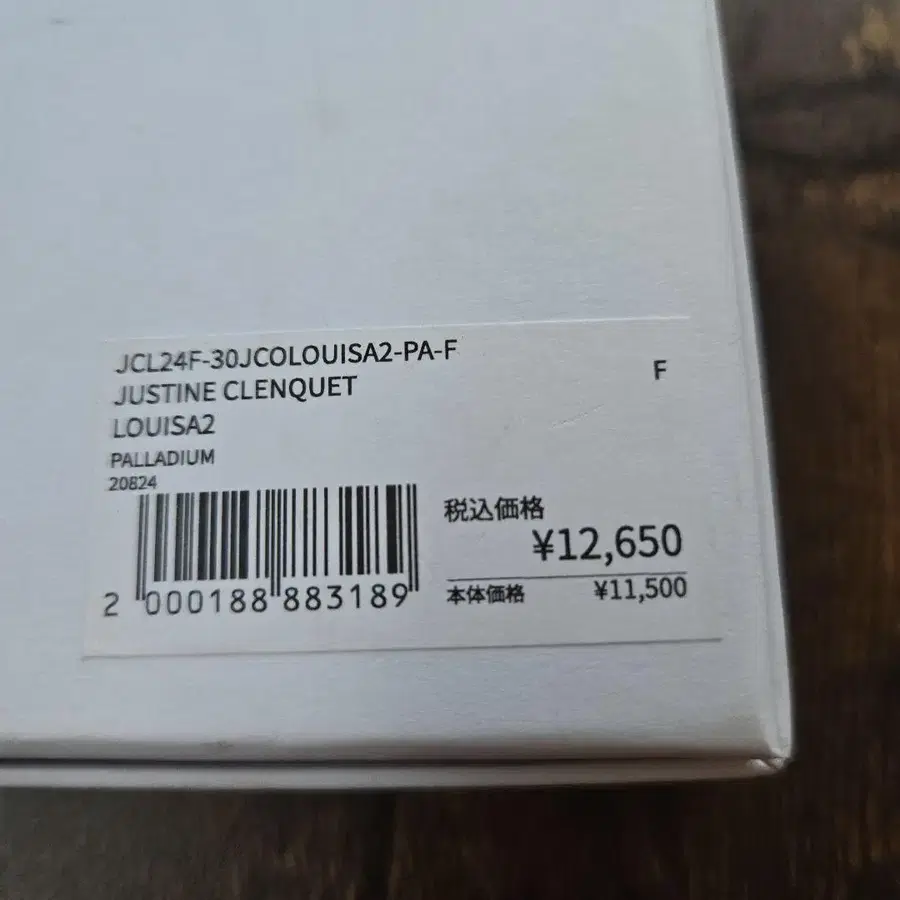 JCL24F-30JCOLOUISA2-PA-F
JUSTINE CLENQUET
F
LOUISA2
PALLADIUM
20824
税込価格
¥12,650
本体価格 ¥11,500
2 000188 883189